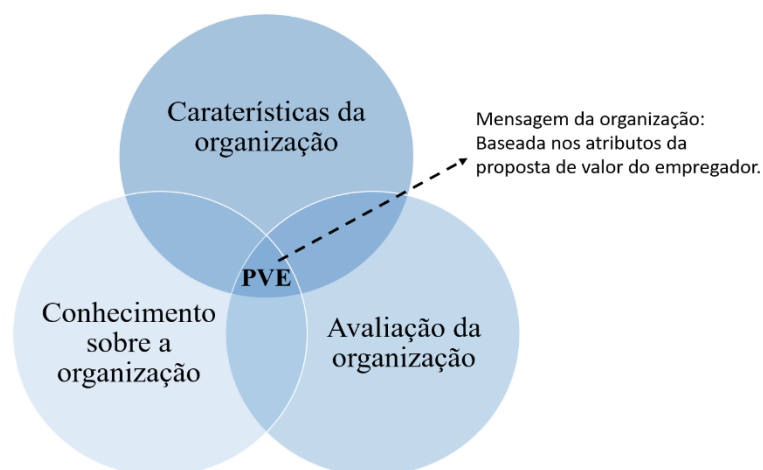 Caraterísticas da
organização
Mensagem da organização:
Baseada nos atributos da
proposta de valor do empregador.
PVE
Conhecimento
sobre a
organização
Avaliação da
organização